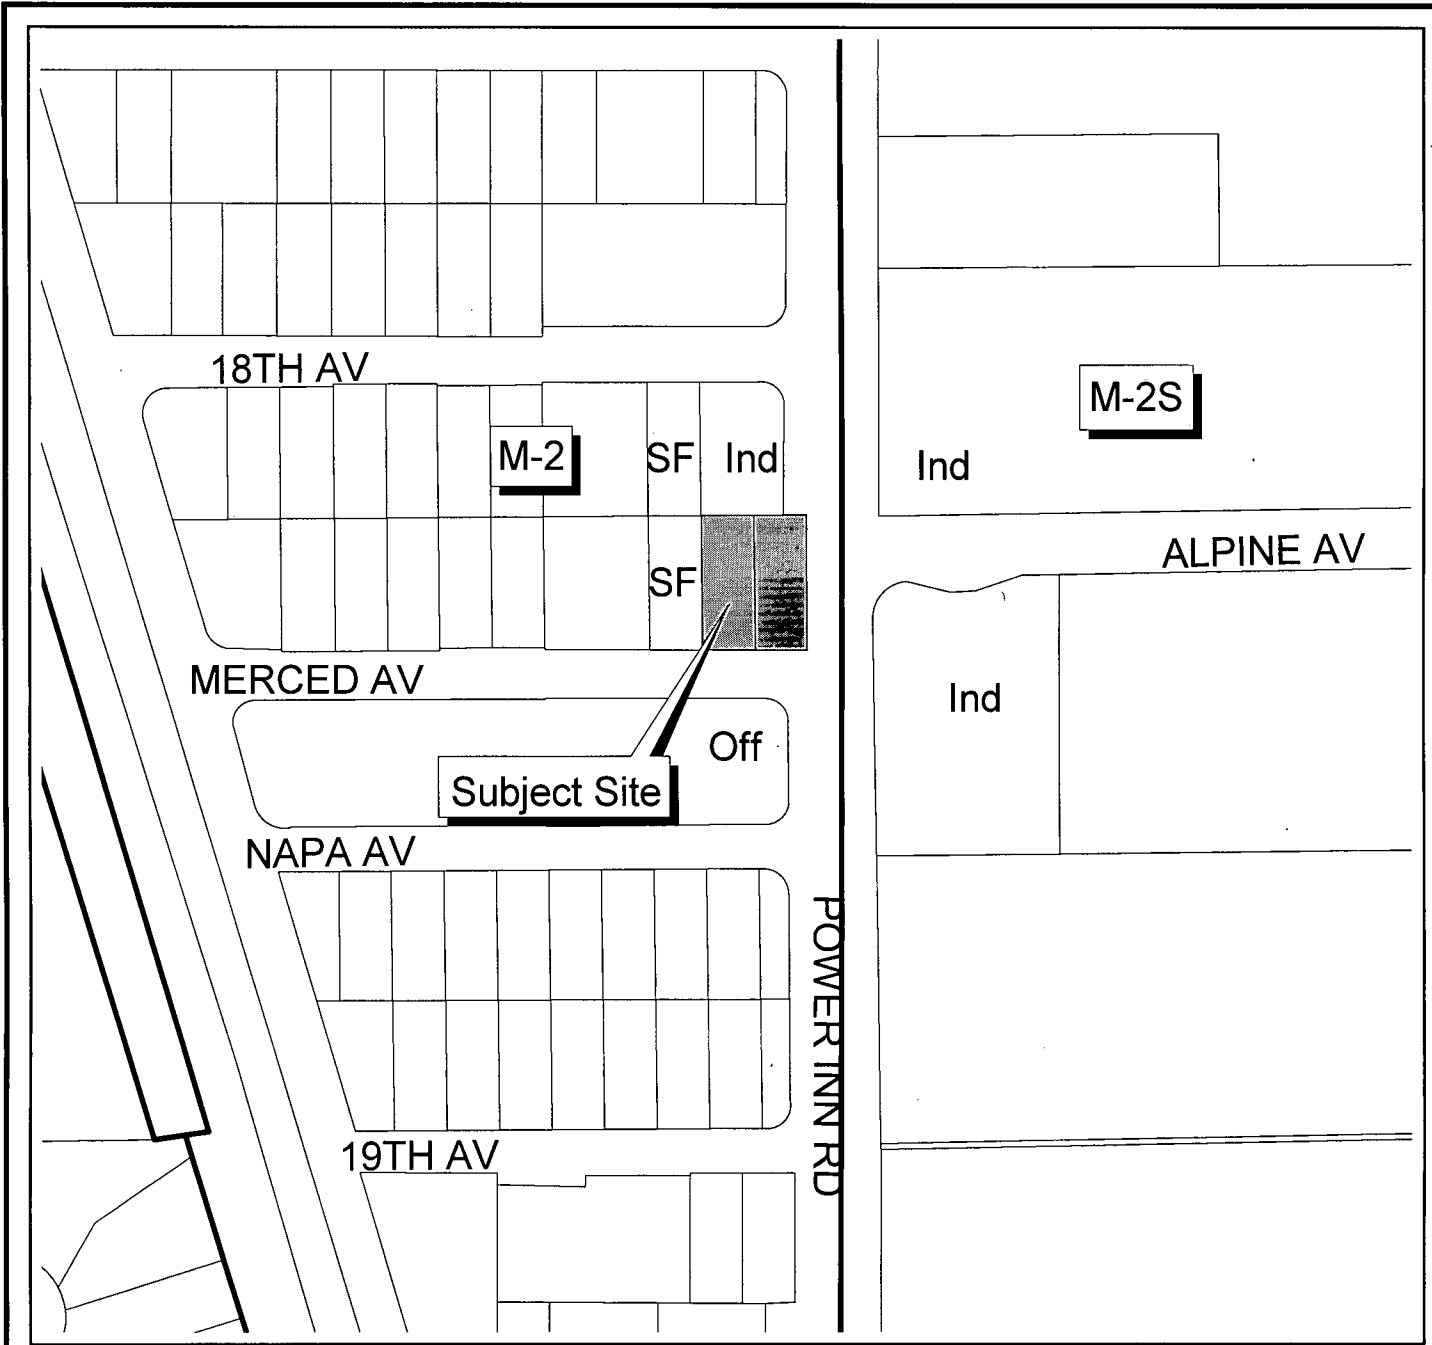 18TH AV
M-2S
M-2
SF
Ind
Ind
ALPINE AV
SF
MERCED AV
Ind
Off
Subject Site
NAPA AV
POWER INN RD
19TH AV